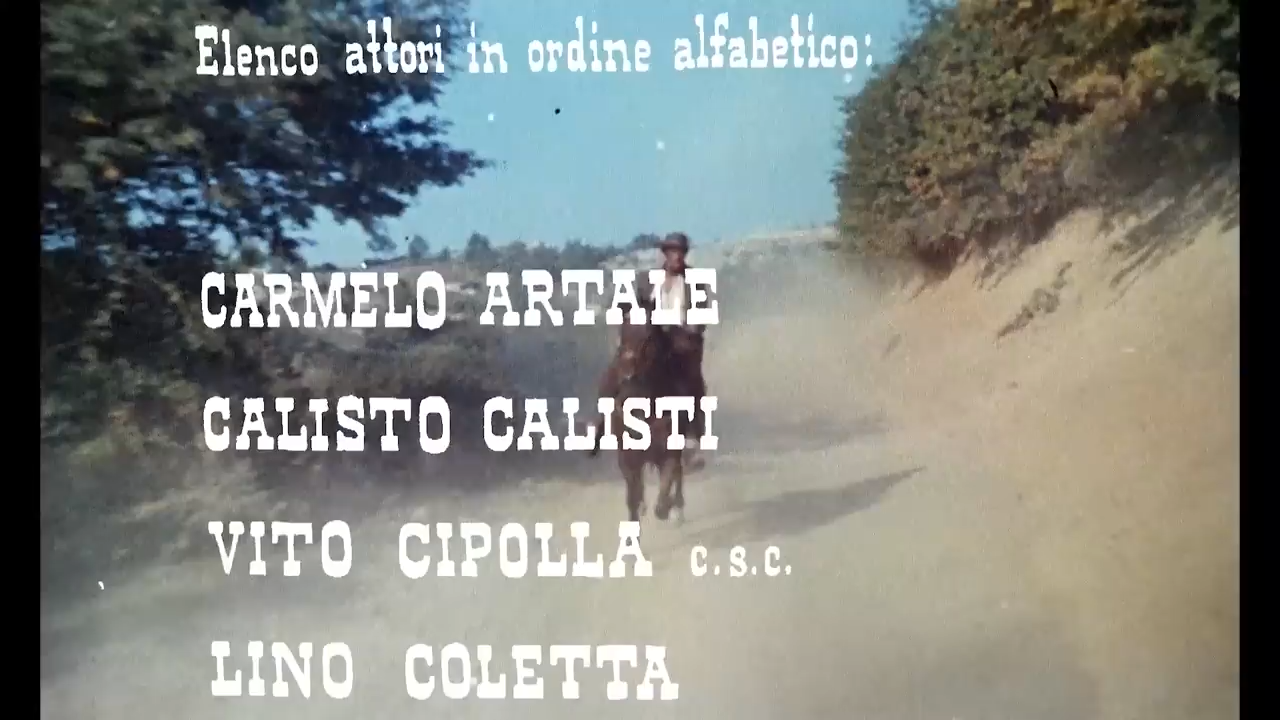 Elenco attori in ordine alfabetico:
CARMELO ARTALE
CALISTO CALISTI
VITO CIPOLLA c.s.c.
LINO COLETTA